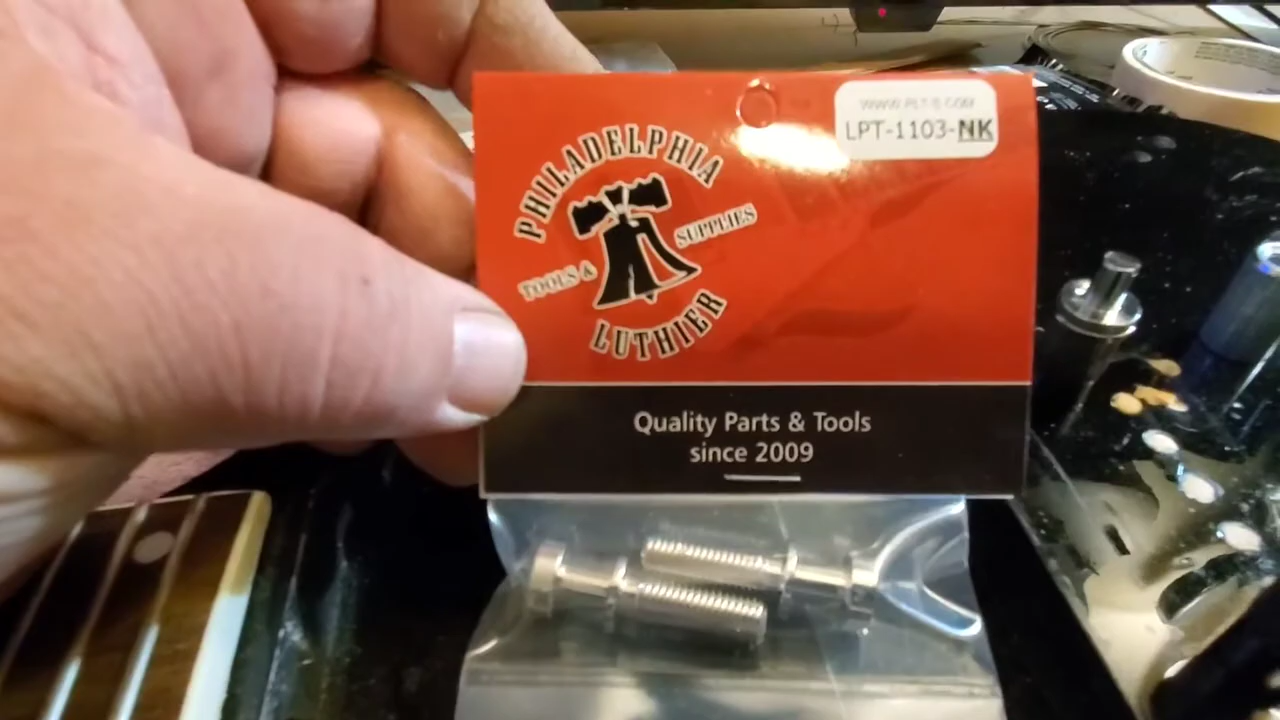 WWW.PLT-S.COM
LPT-1103-NK
PHILADELPHIA
TOOLS & SUPPLIES
LUTHIER
Quality Parts & Tools
since 2009